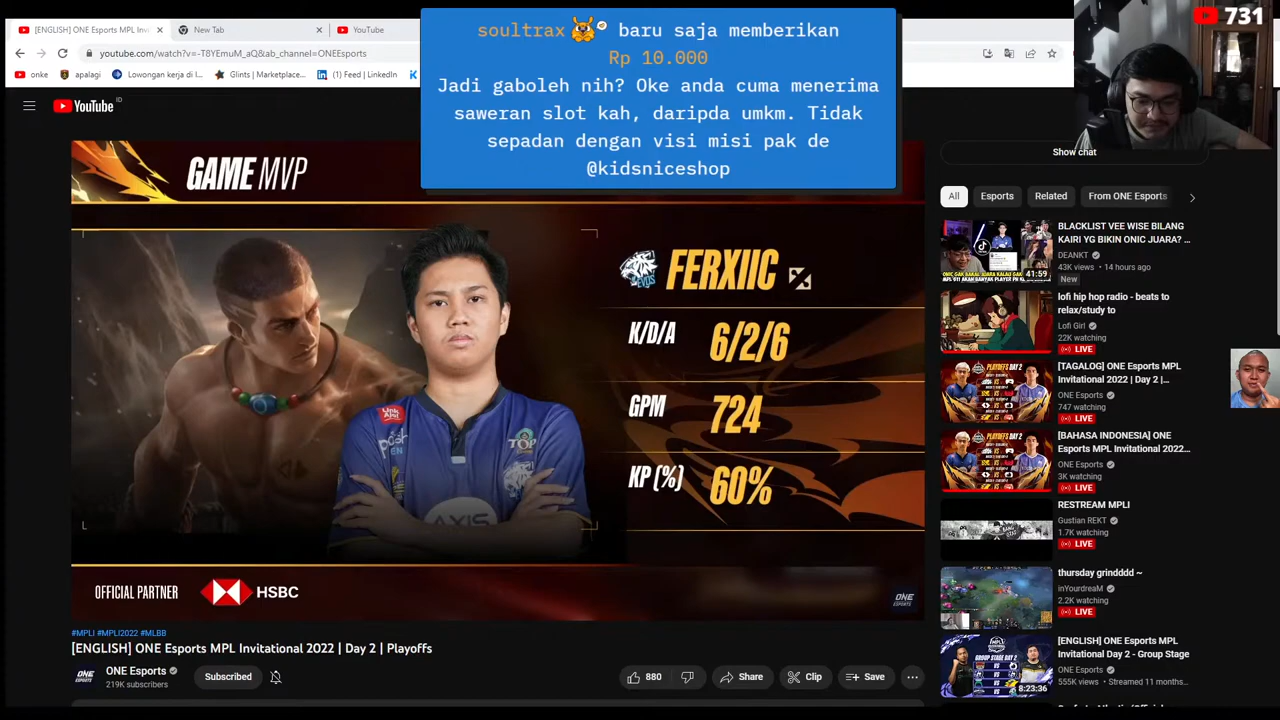 [ENGLISH] ONE Esports MPL Invit
New Tab
YouTube
731
youtube.com/watch?v=-T8YEmuM_aQ&ab_channel=ONEEsports
onke
apalagi
Lowongan kerja di l...
Glints | Marketplace...
(1) Feed | LinkedIn
soultrax baru saja memberikan
Rp 10.000
Jadi gaboleh nih? Oke anda cuma menerima
saweran slot kah, daripda umkm. Tidak
sepadan dengan visi misi pak de
@kidsniceshop
YouTube ID
Show chat
GAME MVP
EVOS
FERXIIC
K/D/A 6/2/6
GPM 724
KP (%) 60%
TOP
AXIS
OFFICIAL PARTNER HSBC
ONE
ESPORTS
#MPLI #MPLI2022 #MLBB
[ENGLISH] ONE Esports MPL Invitational 2022 | Day 2 | Playoffs
ONE Esports
219K subscribers
Subscribed
880
Share
Clip
Save
All
Esports
Related
From ONE Esports
BLACKLIST VEE WISE BILANG
KAIRI YG BIKIN ONIC JUARA? ...
DEANKT
43K views • 14 hours ago
New
41:59
lofi hip hop radio - beats to
relax/study to
Lofi Girl
22K watching
LIVE
[TAGALOG] ONE Esports MPL
Invitational 2022 | Day 2 |...
ONE Esports
747 watching
LIVE
[BAHASA INDONESIA] ONE
Esports MPL Invitational 2022...
ONE Esports
3K watching
LIVE
RESTREAM MPLI
Gustian REKT
1.7K watching
LIVE
thursday grindddd ~
inYourdreaM
2.2K watching
LIVE
[ENGLISH] ONE Esports MPL
Invitational Day 2 - Group Stage
ONE Esports
555K views • Streamed 11 months...
8:23:36